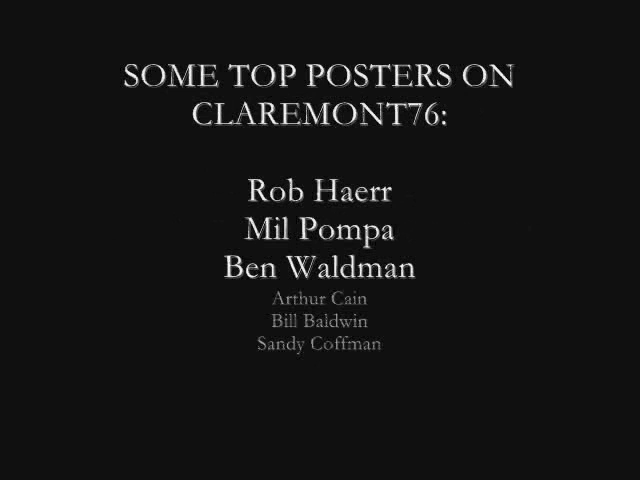 SOME TOP POSTERS ON
CLAREMONT76:
Rob Haerr
Mil Pompa
Ben Waldman
Arthur Cain
Bill Baldwin
Sandy Coffman